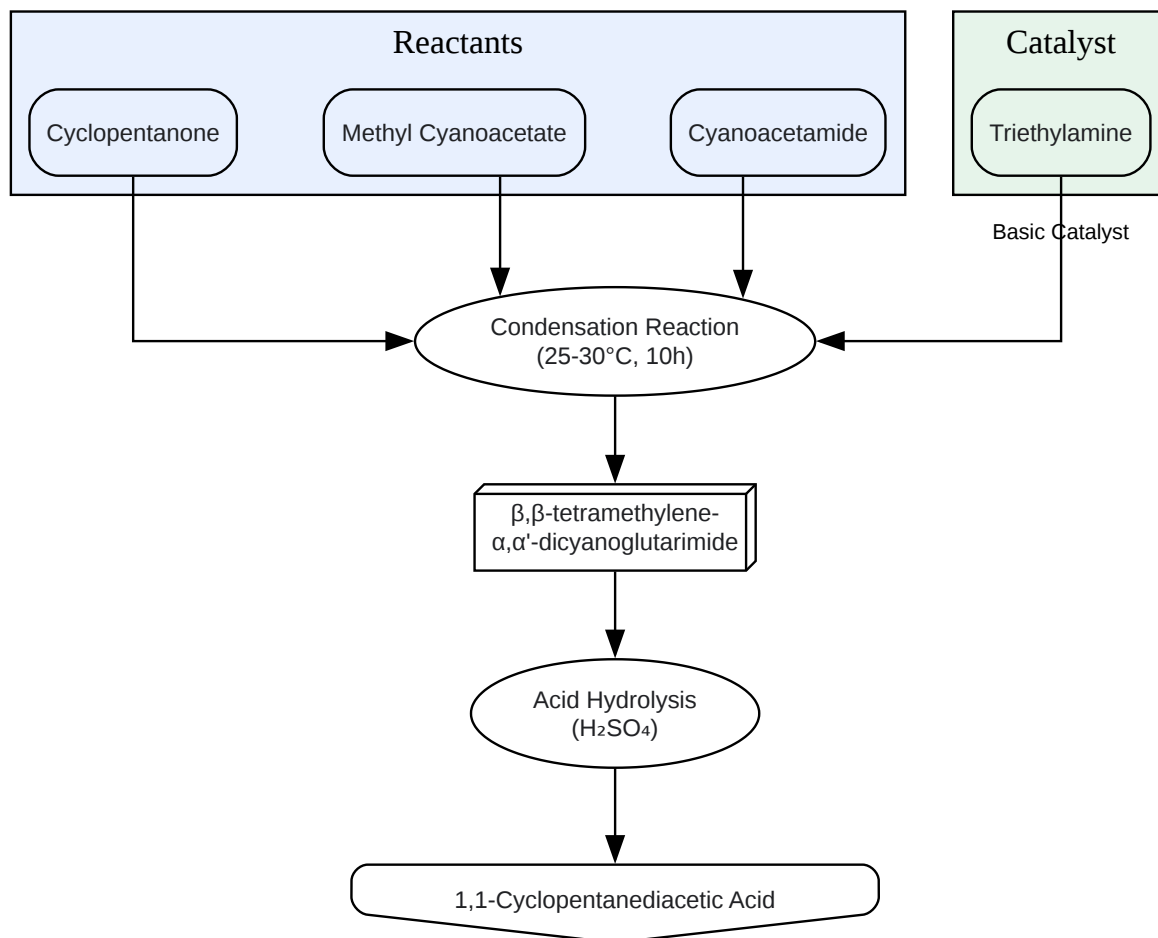 Reactants
Catalyst
Cyclopentanone
Methyl Cyanoacetate
Cyanoacetamide
Triethylamine
Basic Catalyst
Condensation Reaction
(25-30°C, 10h)
β,β-tetramethylene-
α,α'-dicyanoglutarimide
Acid Hydrolysis
(H₂SO₄)
1,1-Cyclopentanediacetic Acid